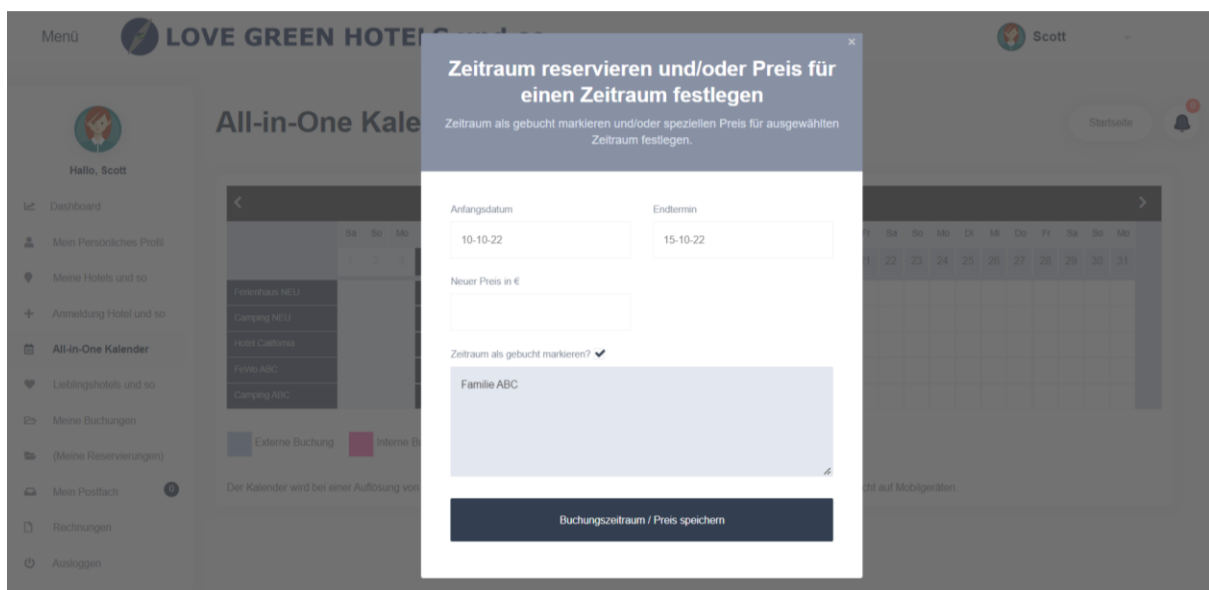 Menü
LOVE GREEN HOTELS und so
Scott
×
Zeitraum reservieren und/oder Preis für
einen Zeitraum festlegen
Zeitraum als gebucht markieren und/oder speziellen Preis für ausgewählten
Zeitraum festlegen.
All-in-One Kale
Startseite
0
Hallo, Scott
Dashboard
Mein Persönliches Profil
Meine Hotels und so
Anmeldung Hotel und so
All-in-One Kalender
Lieblingshotels und so
Meine Buchungen
(Meine Reservierungen)
Mein Postfach 0
Rechnungen
Ausloggen
Sa So Mo
1 2 3
Fr Sa So Mo Di Mi Do Fr Sa So Mo
21 22 23 24 25 26 27 28 29 30 31
Ferienhaus NEU
Camping NEU
Hotel California
FeWo ABC
Camping ABC
Externe Buchung
Interne Bu
Der Kalender wird bei einer Auflösung von
cht auf Mobilgeräten.
Anfangsdatum
Endtermin
10-10-22
15-10-22
Neuer Preis in €
Zeitraum als gebucht markieren?
Familie ABC
Buchungszeitraum / Preis speichern